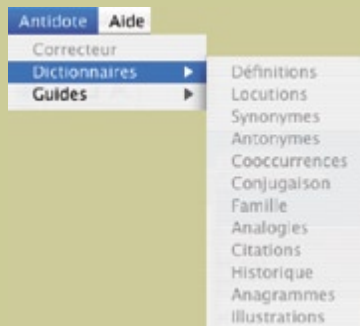 Antidote Aide
Correcteur
Dictionnaires
Guides
Définitions
Locutions
Synonymes
Antonymes
Cooccurrences
Conjugaison
Famille
Analogies
Citations
Historique
Anagrammes
Illustrations